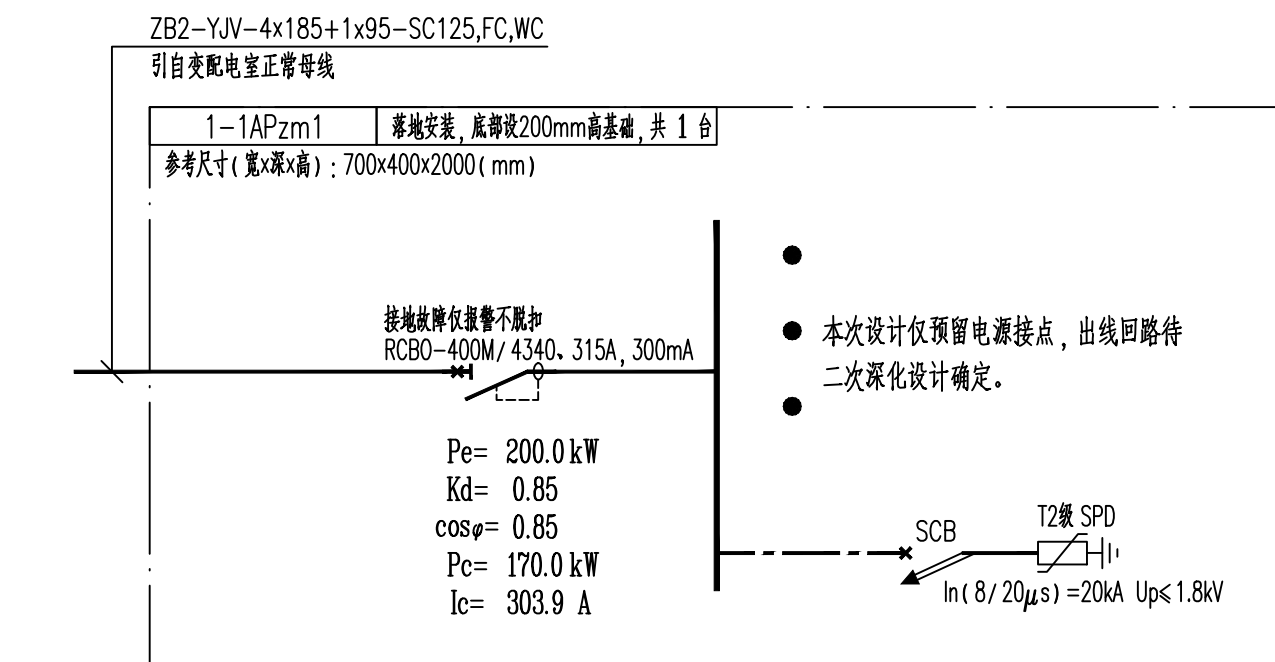 ZB2-YJV-4x185+1x95-SC125,FC,WC
引自变配电室正常母线
1-1APzm1
落地安装, 底部设200mm高基础, 共 1 台
参考尺寸(宽x深x高): 700x400x2000(mm)
接地故障仅报警不脱扣
RCBO-400M/4340、315A, 300mA
本次设计仅预留电源接点, 出线回路待
二次深化设计确定。
Pe= 200.0 kW
Kd= 0.85
cosφ= 0.85
Pc= 170.0 kW
Ic= 303.9 A
SCB
T2级 SPD
In(8/20μs)=20kA Up≤1.8kV